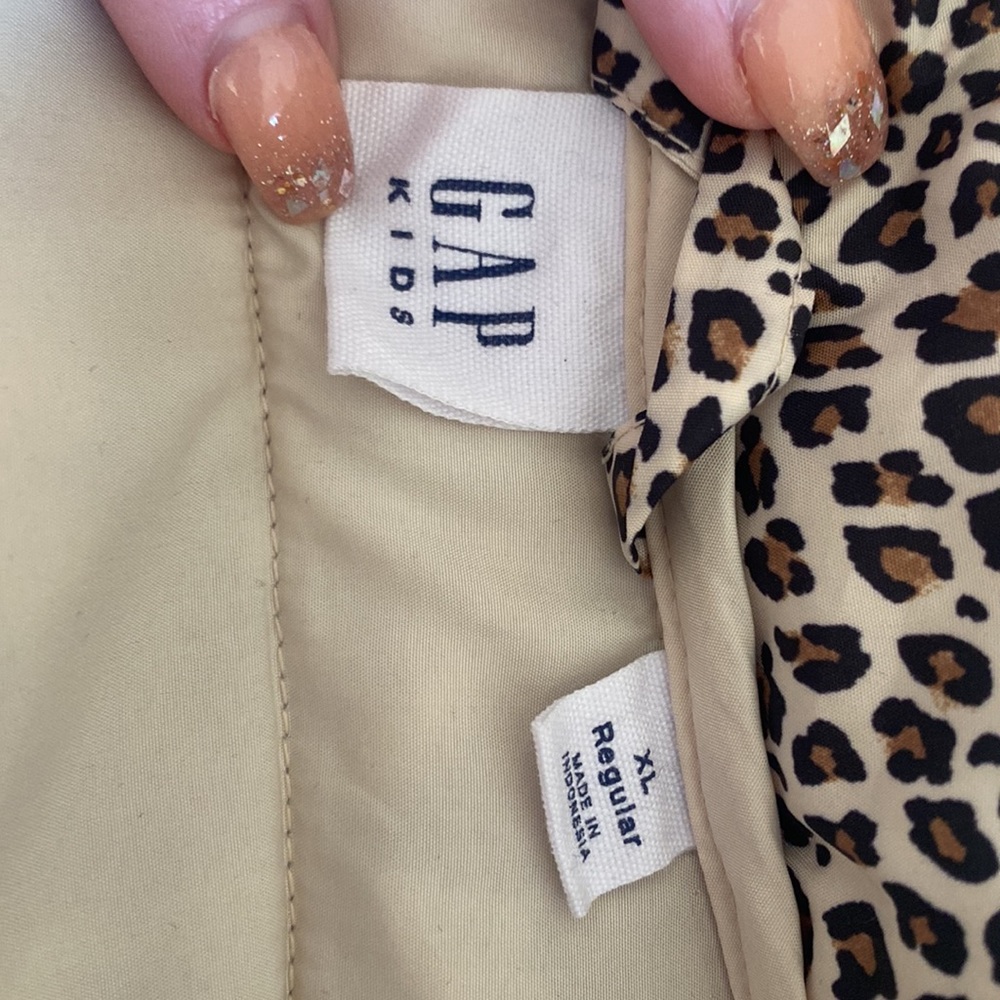 GAP
KIDS
XL
Regular
MADE IN
INDONESIA